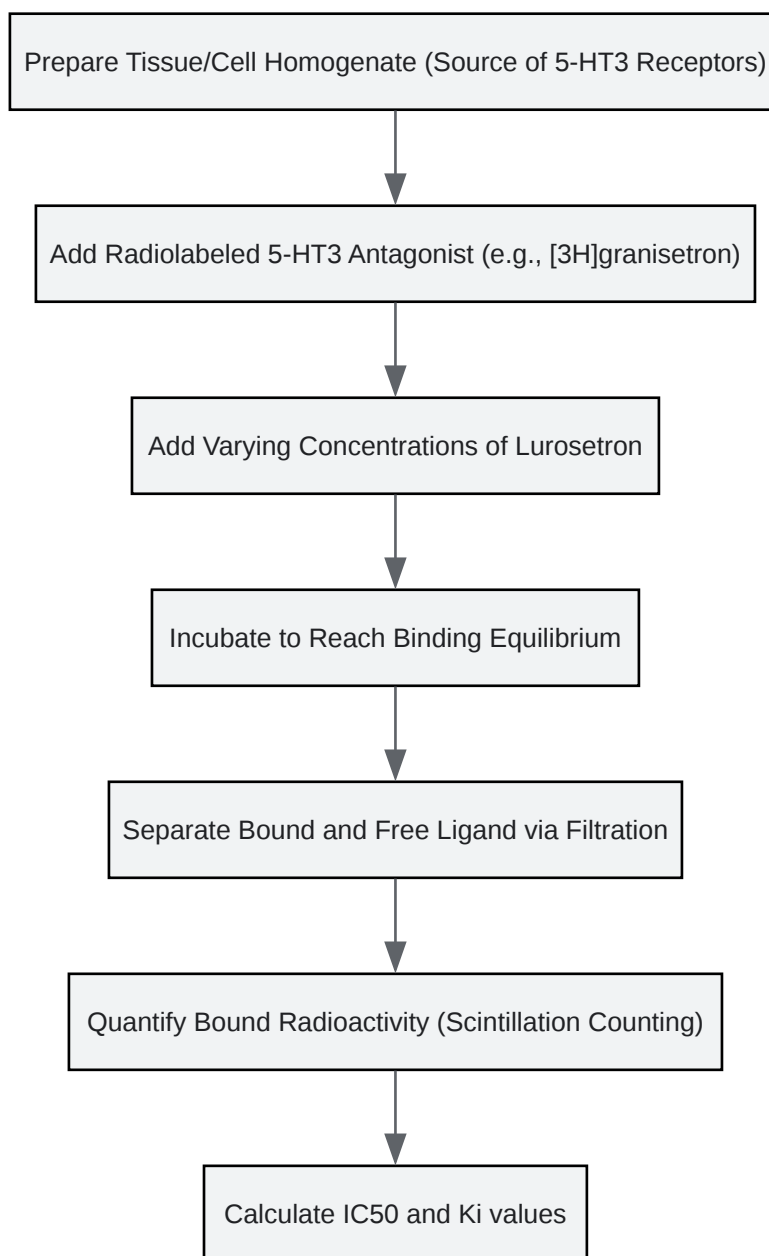 Prepare Tissue/Cell Homogenate (Source of 5-HT3 Receptors)
Add Radiolabeled 5-HT3 Antagonist (e.g., [3H]granisetron)
Add Varying Concentrations of Lurosetron
Incubate to Reach Binding Equilibrium
Separate Bound and Free Ligand via Filtration
Quantify Bound Radioactivity (Scintillation Counting)
Calculate IC50 and Ki values